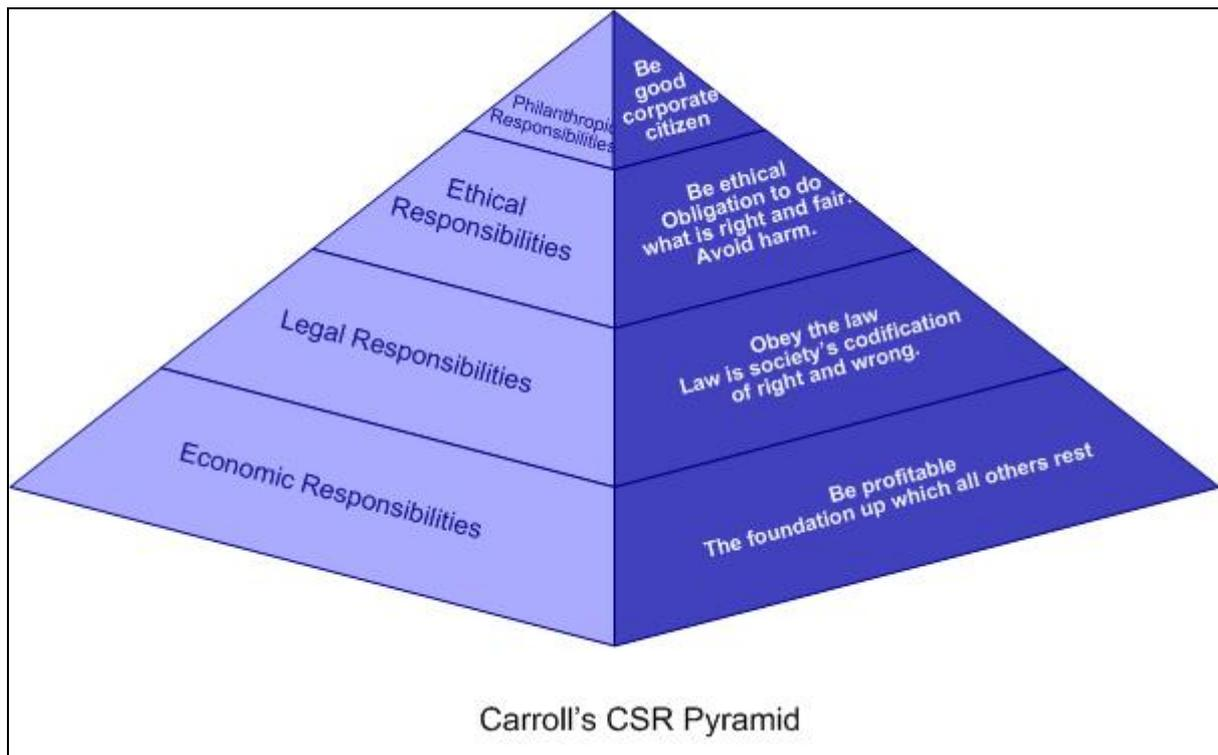 Philanthropic
Responsibilities
Be
good
corporate
citizen
Ethical
Responsibilities
Be ethical
Obligation to do
what is right and fair.
Avoid harm.
Legal Responsibilities
Obey the law
Law is society's codification
of right and wrong.
Economic Responsibilities
Be profitable
The foundation up which all others rest
Carroll's CSR Pyramid